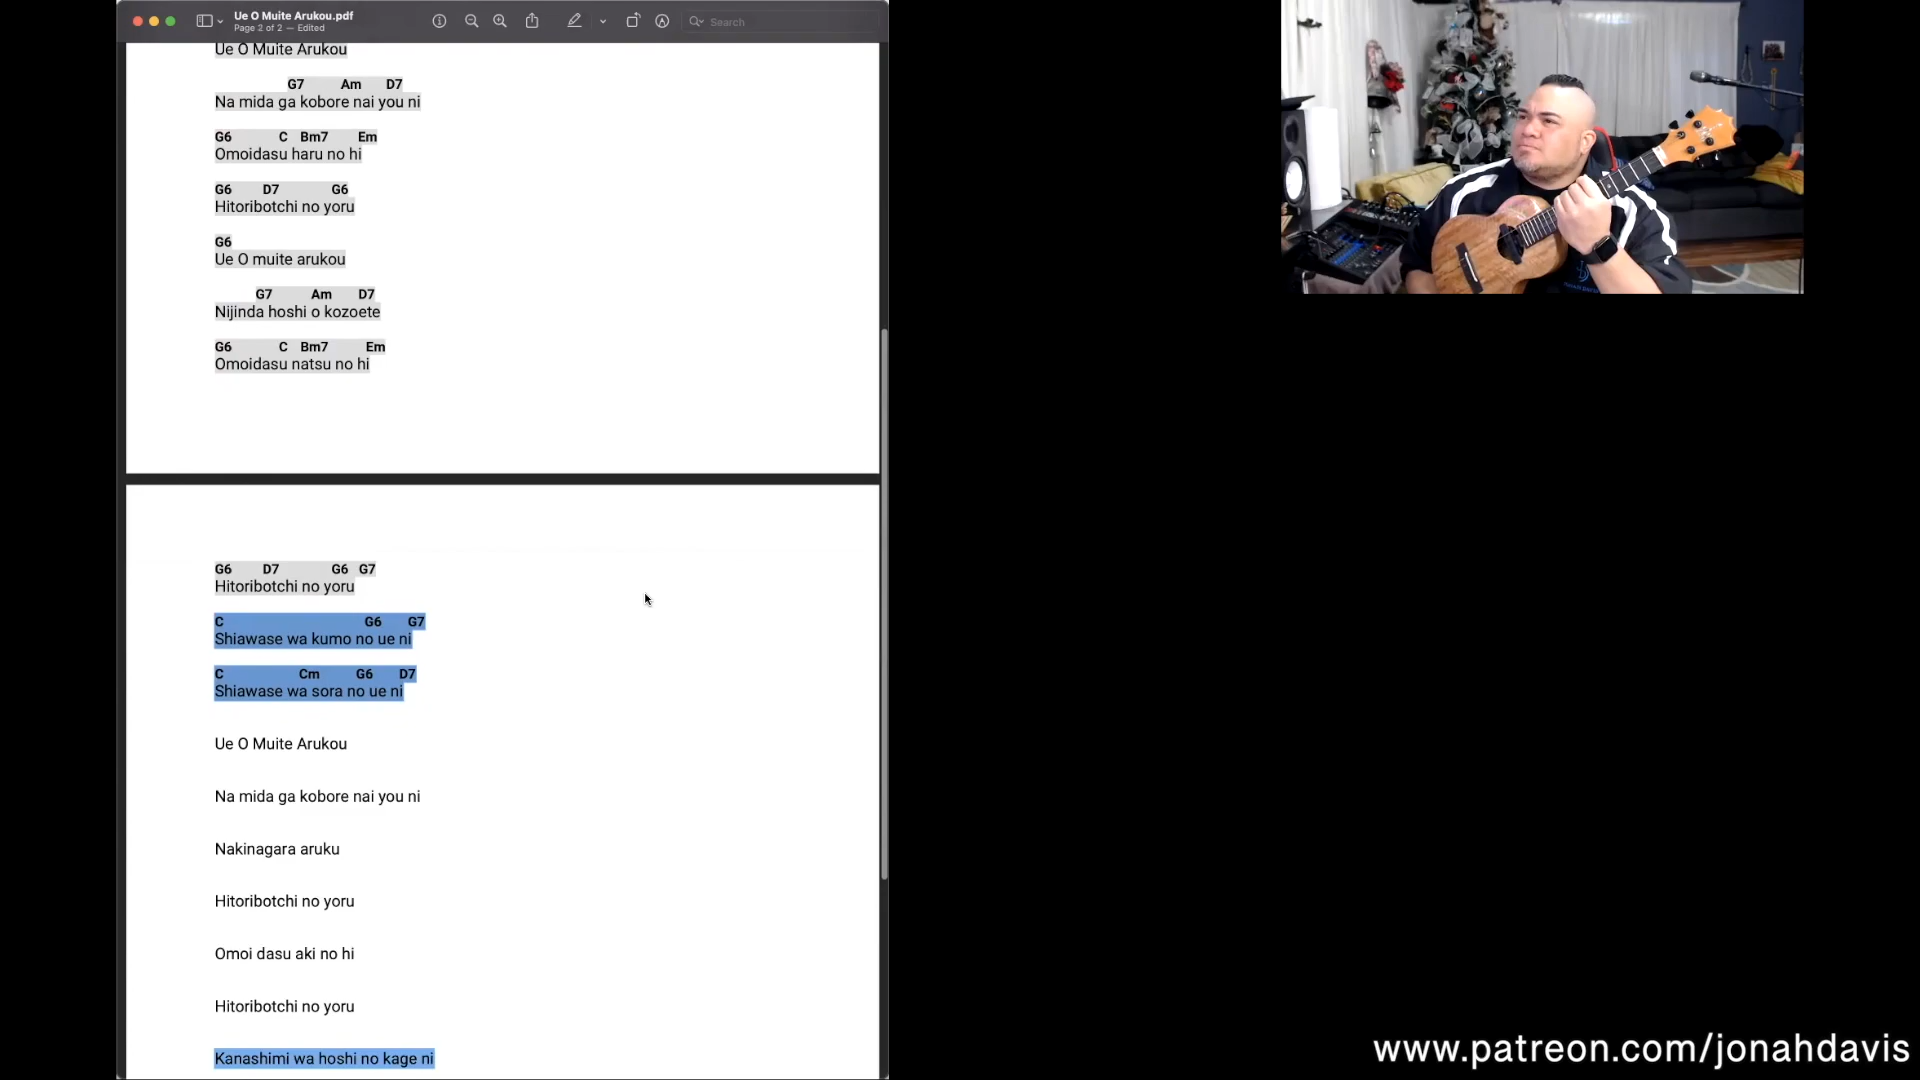 Ue O Muite Arukou.pdf
Page 2 of 2 — Edited
Search
Ue O Muite Arukou
G7 Am D7
Na mida ga kobore nai you ni
G6 C Bm7 Em
Omoidasu haru no hi
G6 D7 G6
Hitoribotchi no yoru
G6
Ue O muite arukou
G7 Am D7
Nijinda hoshi o kozoete
G6 C Bm7 Em
Omoidasu natsu no hi
G6 D7 G6 G7
Hitoribotchi no yoru
C G6 G7
Shiawase wa kumo no ue ni
C Cm G6 D7
Shiawase wa sora no ue ni
Ue O Muite Arukou
Na mida ga kobore nai you ni
Nakinagara aruku
Hitoribotchi no yoru
Omoi dasu aki no hi
Hitoribotchi no yoru
Kanashimi wa hoshi no kage ni
www.patreon.com/jonahdavis